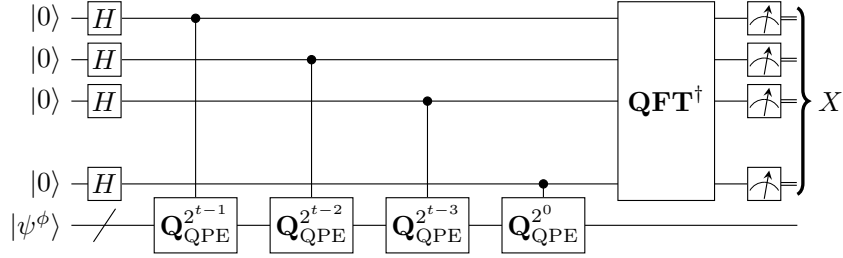 |0⟩ H
|0⟩ H
|0⟩ H QFT† X
|0⟩ H
|ψ^ϕ⟩ Q_QPE^{2^{t−1}} Q_QPE^{2^{t−2}} Q_QPE^{2^{t−3}} Q_QPE^{2^0}